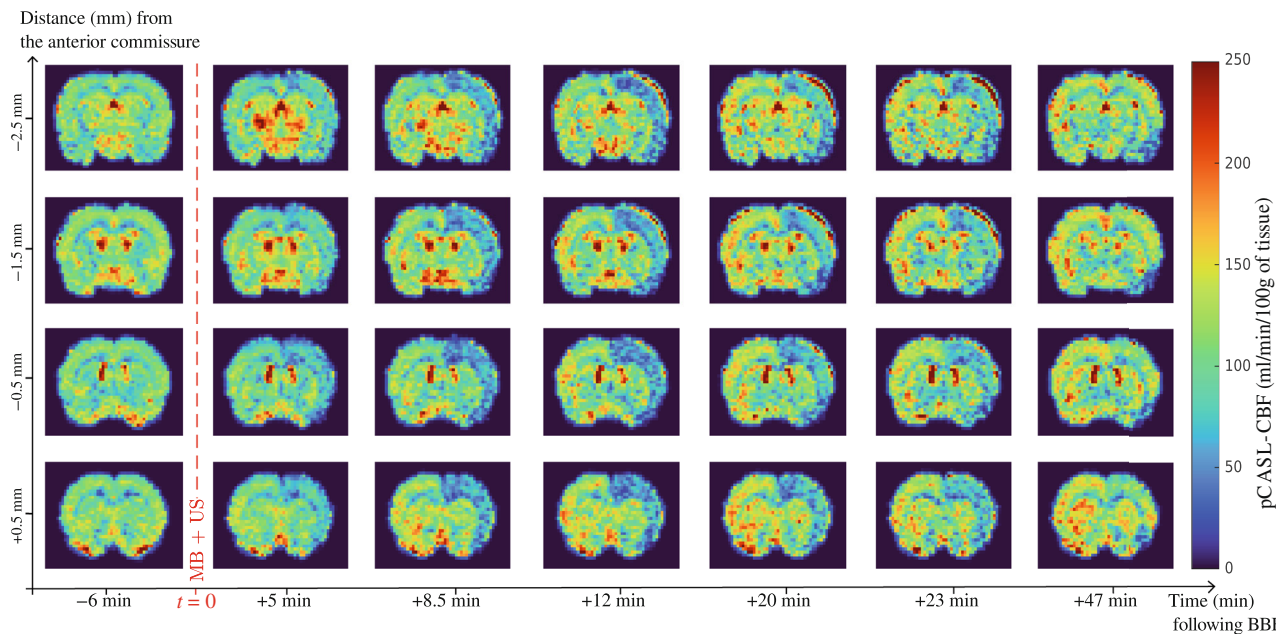 Distance (mm) from
the anterior commissure
−2.5 mm
−1.5 mm
−0.5 mm
+0.5 mm
MB + US
−6 min
t = 0
+5 min
+8.5 min
+12 min
+20 min
+23 min
+47 min
Time (min)
following BBB
250
200
150
100
50
0
pCASL-CBF (ml/min/100g of tissue)